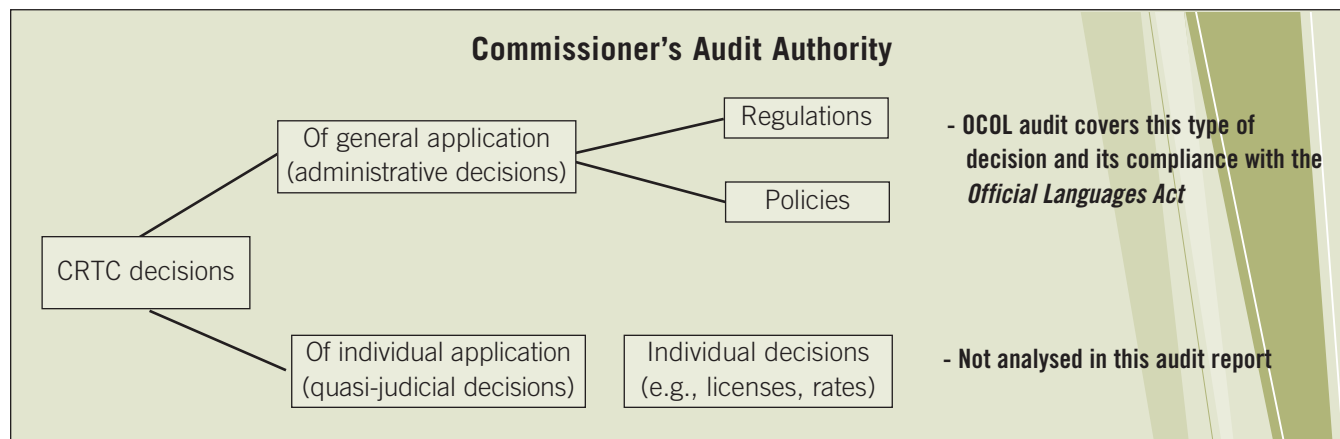 Commissioner's Audit Authority
Of general application
(administrative decisions)
Regulations
Policies
- OCOL audit covers this type of
decision and its compliance with the
Official Languages Act
CRTC decisions
Of individual application
(quasi-judicial decisions)
Individual decisions
(e.g., licenses, rates)
- Not analysed in this audit report